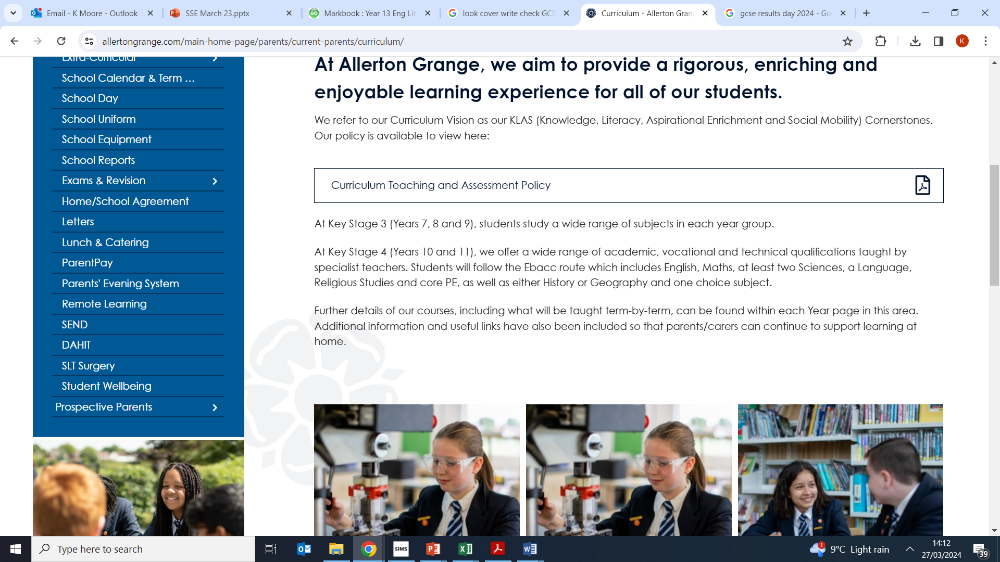 Email - K Moore - Outlook
SSE March 23.pptx
Markbook : Year 13 Eng Lit
look cover write check GCS
Curriculum - Allerton Gran
gcse results day 2024 - Go
allertongrange.com/main-home-page/parents/current-parents/curriculum/
K
Extra-Curricular
School Calendar & Term ...
School Day
School Uniform
School Equipment
School Reports
Exams & Revision
Home/School Agreement
Letters
Lunch & Catering
ParentPay
Parents' Evening System
Remote Learning
SEND
DAHIT
SLT Surgery
Student Wellbeing
Prospective Parents
At Allerton Grange, we aim to provide a rigorous, enriching and
enjoyable learning experience for all of our students.
We refer to our Curriculum Vision as our KLAS (Knowledge, Literacy, Aspirational Enrichment and Social Mobility) Cornerstones.
Our policy is available to view here:
Curriculum Teaching and Assessment Policy
At Key Stage 3 (Years 7, 8 and 9), students study a wide range of subjects in each year group.
At Key Stage 4 (Years 10 and 11), we offer a wide range of academic, vocational and technical qualifications taught by
specialist teachers. Students will follow the Ebacc route which includes English, Maths, at least two Sciences, a Language,
Religious Studies and core PE, as well as either History or Geography and one choice subject.
Further details of our courses, including what will be taught term-by-term, can be found within each Year page in this area.
Additional information and useful links have also been included so that parents/carers can continue to support learning at
home.
Type here to search
SIMS
1
9°C Light rain
14:12
27/03/2024
39